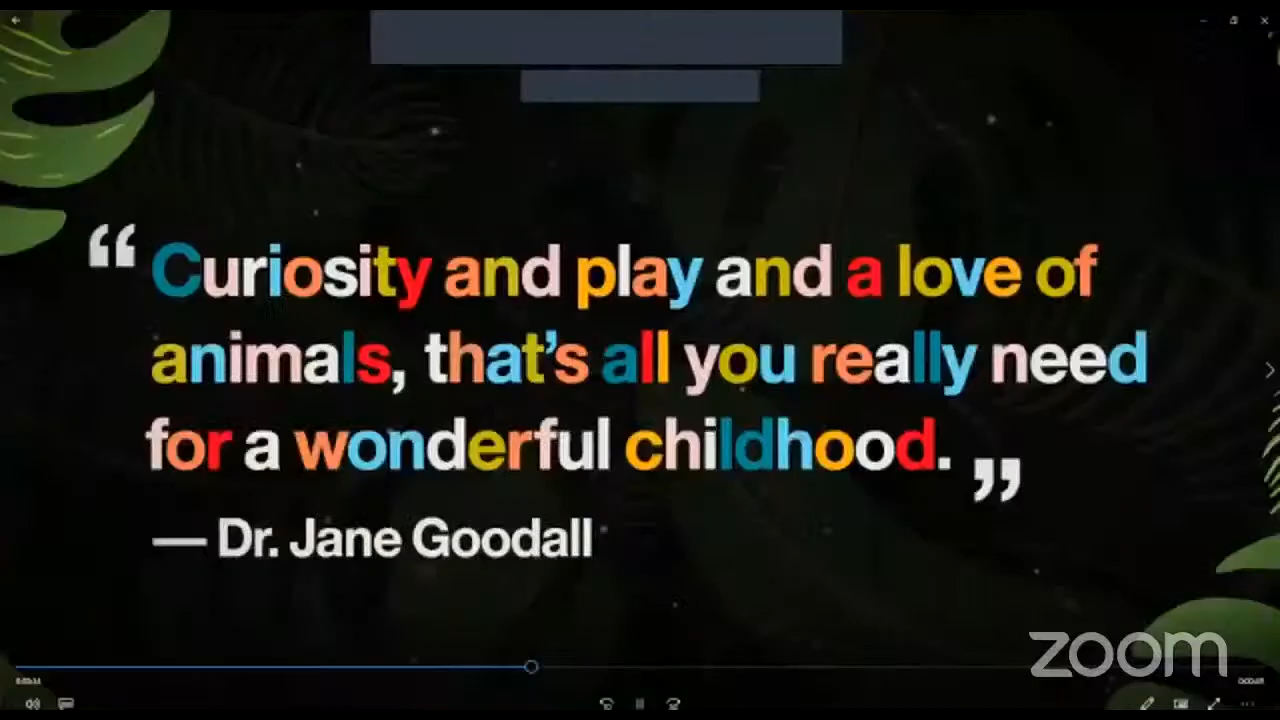 “Curiosity and play and a love of
animals, that’s all you really need
for a wonderful childhood.”
— Dr. Jane Goodall
zoom